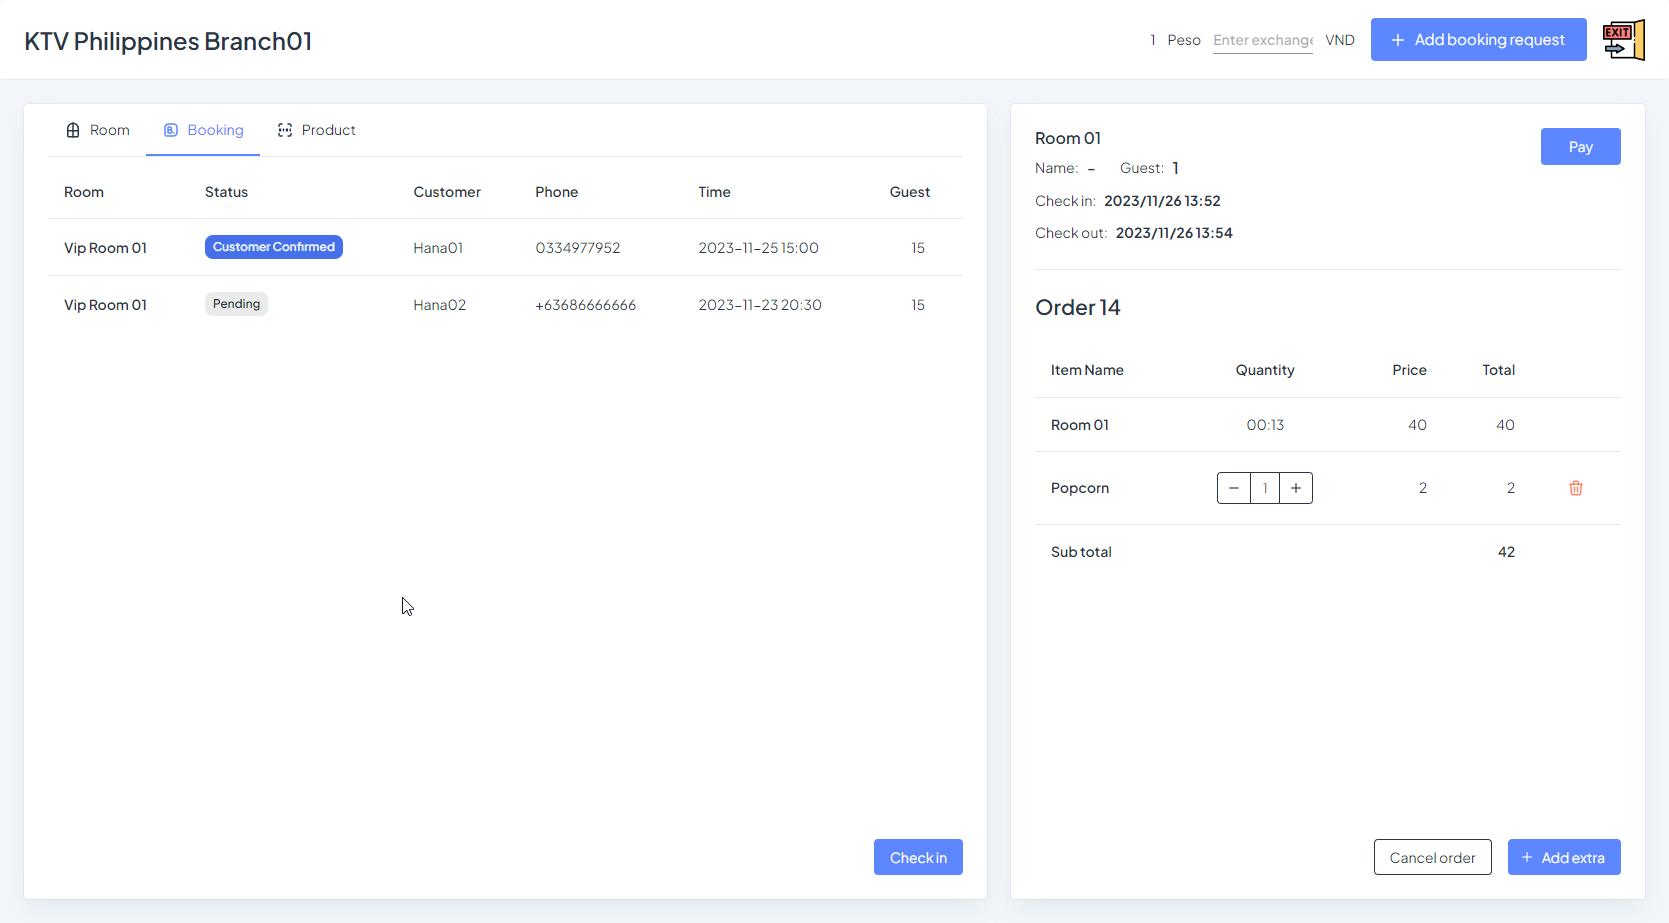 KTV Philippines Branch01
1 Peso Enter exchange VND
+ Add booking request
EXIT
Room Booking Product
Room Status Customer Phone Time Guest
Vip Room 01 Customer Confirmed Hana01 0334977952 2023-11-25 15:00 15
Vip Room 01 Pending Hana02 +63686666666 2023-11-23 20:30 15
Check in
Room 01
Pay
Name: - Guest: 1
Check in: 2023/11/26 13:52
Check out: 2023/11/26 13:54
Order 14
Item Name Quantity Price Total
Room 01 00:13 40 40
Popcorn - 1 + 2 2
Sub total 42
Cancel order
+ Add extra